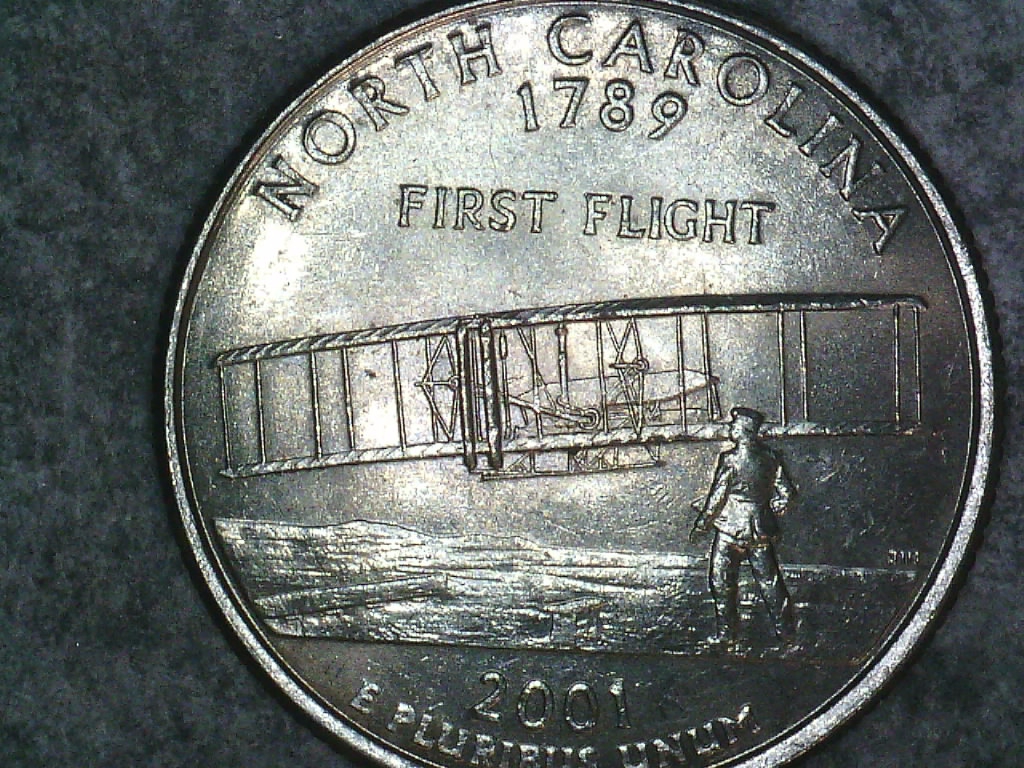 NORTH CAROLINA
1789
FIRST FLIGHT
2001
E PLURIBUS UNUM